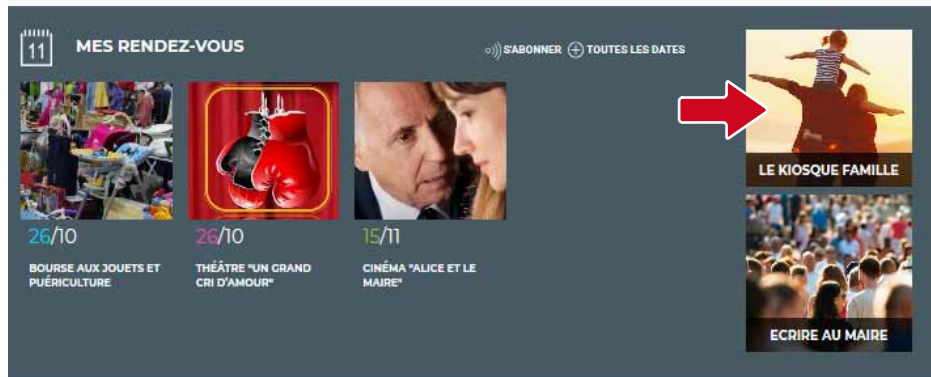 11 MES RENDEZ-VOUS
S'ABONNER TOUTES LES DATES
26/10
BOURSE AUX JOUETS ET
PUÉRICULTURE
26/10
THÉÂTRE "UN GRAND
CRI D'AMOUR"
15/11
CINÉMA "ALICE ET LE
MAIRE"
LE KIOSQUE FAMILLE
ECRIRE AU MAIRE